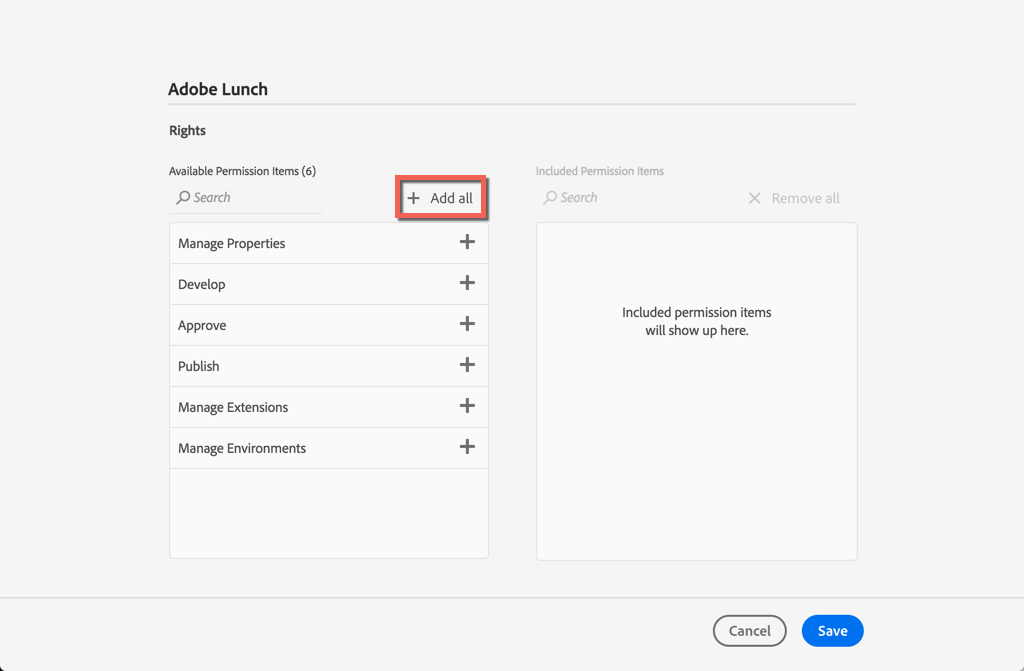 Adobe Lunch
Rights
Available Permission Items (6)
Search
Add all
Manage Properties
Develop
Approve
Publish
Manage Extensions
Manage Environments
Included Permission Items
Search
Remove all
Included permission items
will show up here.
Cancel
Save